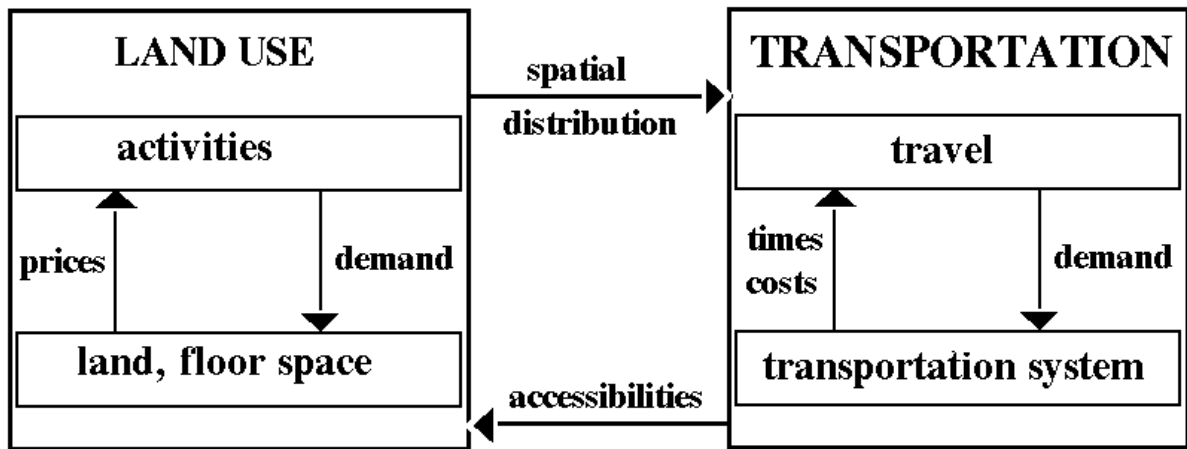 LAND USE
activities
prices
demand
land, floor space
spatial
distribution
accessibilities
TRANSPORTATION
travel
times
costs
demand
transportation system